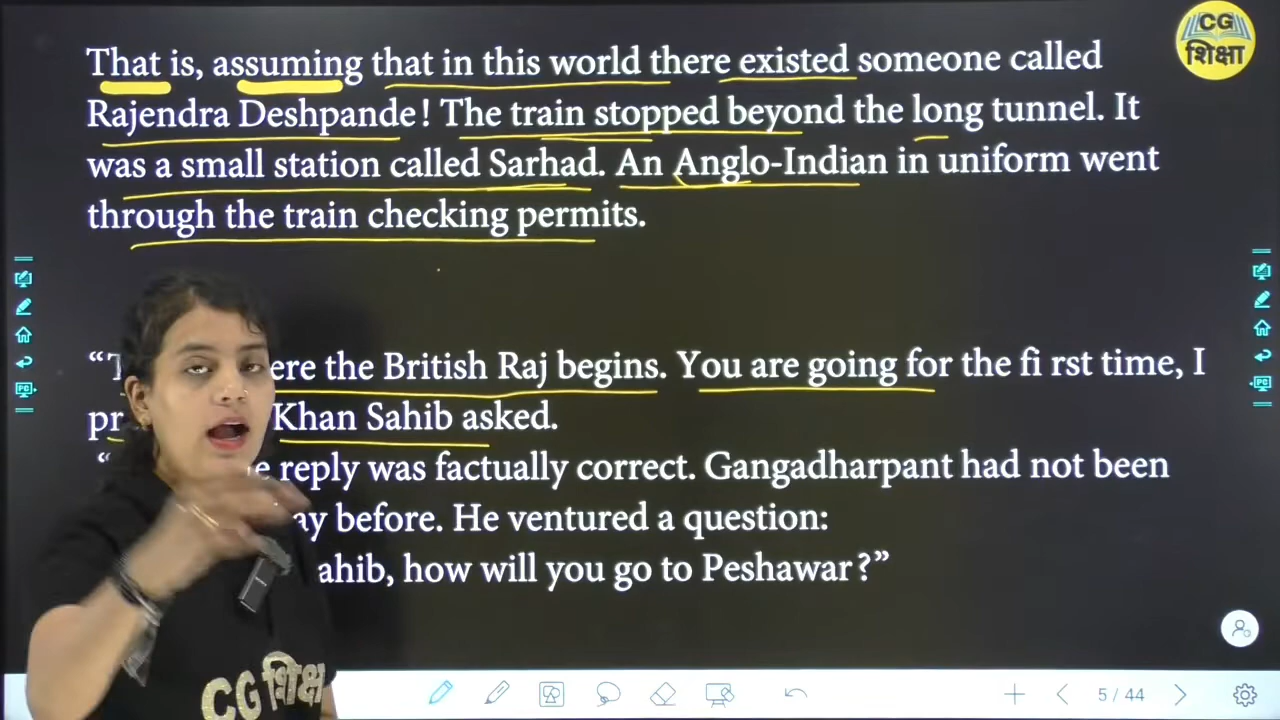 CG
शिक्षा
That is, assuming that in this world there existed someone called
Rajendra Deshpande! The train stopped beyond the long tunnel. It
was a small station called Sarhad. An Anglo-Indian in uniform went
through the train checking permits.
ere the British Raj begins. You are going for the fi rst time, I
Khan Sahib asked.
reply was factually correct. Gangadharpant had not been
before. He ventured a question:
ahib, how will you go to Peshawar?”
PC
PC
CG शिक्षा
5 / 44